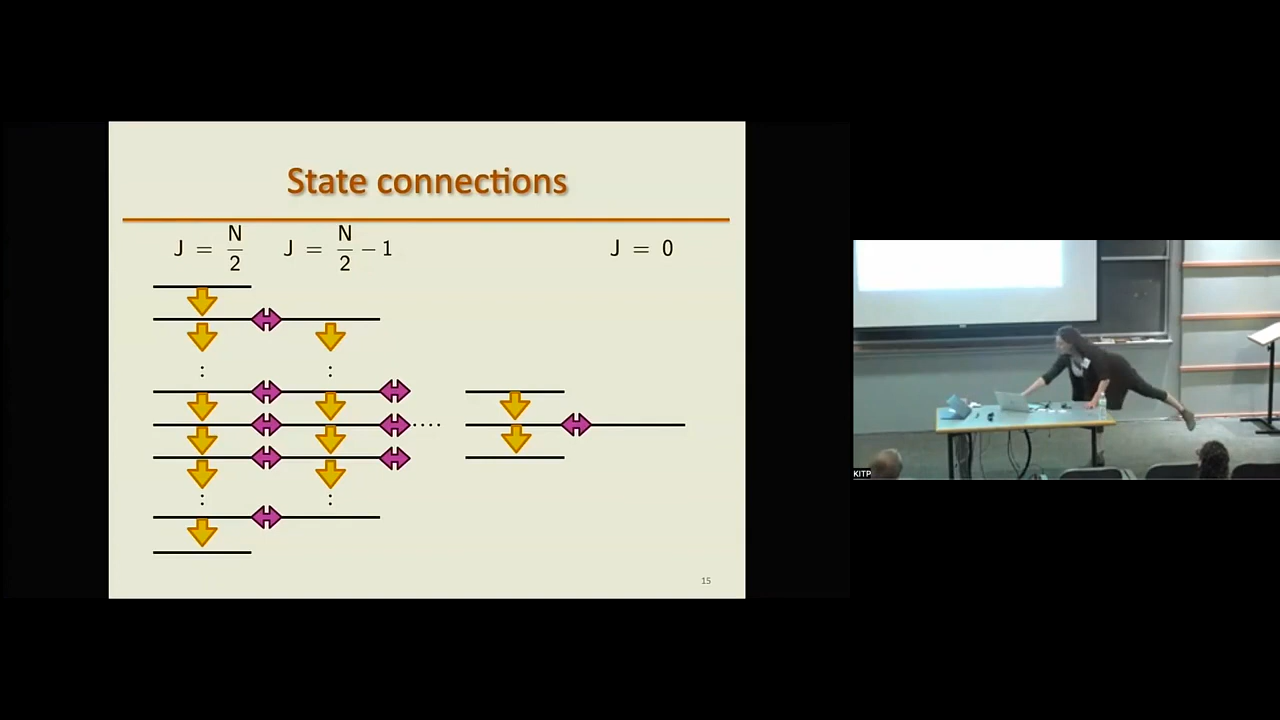 State connections
J = N/2 J = N/2 − 1 J = 0
15
KITP